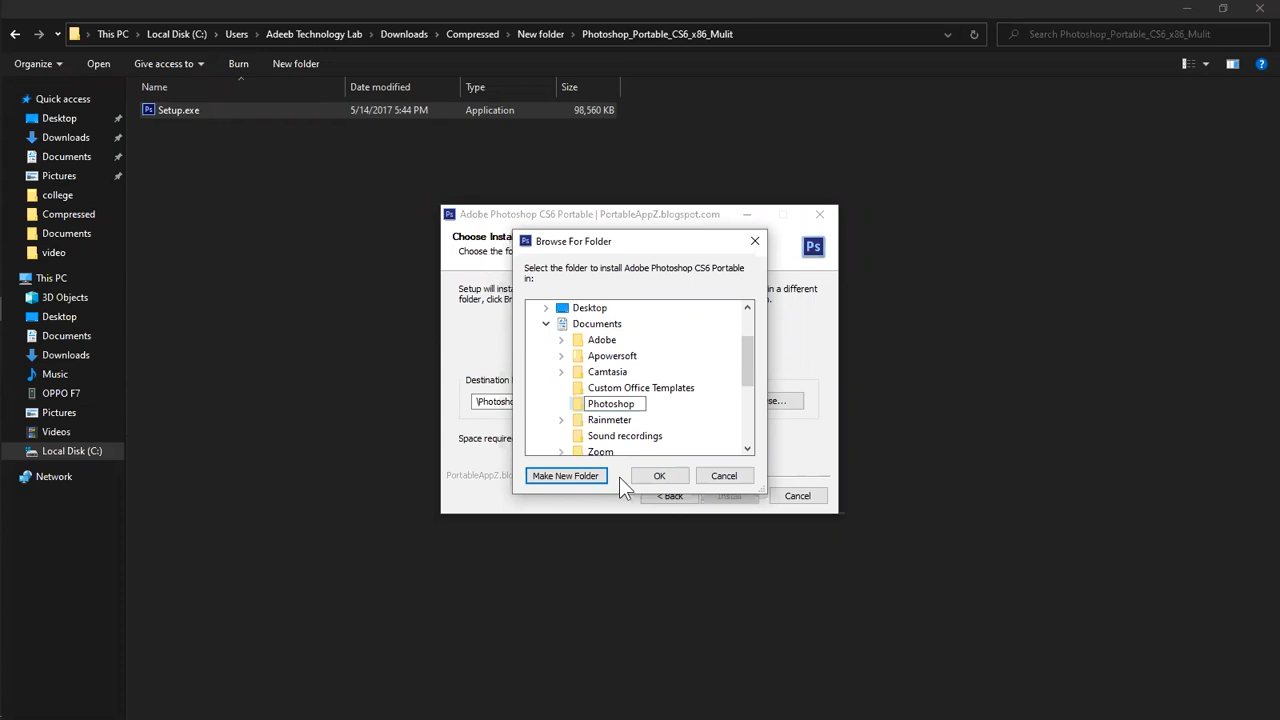 This PC
Local Disk (C:)
Users
Adeeb Technology Lab
Downloads
Compressed
New folder
Photoshop_Portable_CS6_x86_Mulit
Search Photoshop_Portable_CS6_x86_Mulit
Organize
Open
Give access to
Burn
New folder
Name
Date modified
Type
Size
Setup.exe
5/14/2017 5:44 PM
Application
98,560 KB
Quick access
Desktop
Downloads
Documents
Pictures
college
Compressed
Documents
video
This PC
3D Objects
Desktop
Documents
Downloads
Music
OPPO F7
Pictures
Videos
Local Disk (C:)
Network
Adobe Photoshop CS6 Portable | PortableAppZ.blogspot.com
Choose Insta
Choose the fo
Ps
Setup will insta
in a different
folder, click Br
Destination
\Photosho
se...
Space require
PortableAppZ.blo
< Back
Install
Cancel
Browse For Folder
Select the folder to install Adobe Photoshop CS6 Portable
in:
Desktop
Documents
Adobe
Apowersoft
Camtasia
Custom Office Templates
Photoshop
Rainmeter
Sound recordings
Zoom
Make New Folder
OK
Cancel